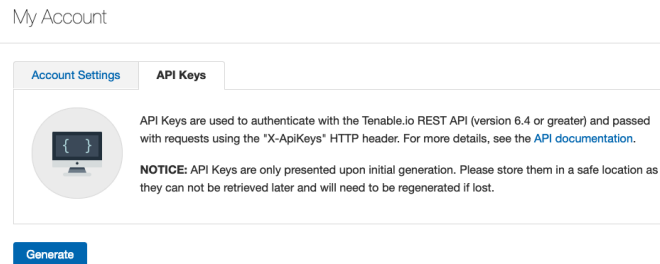 My Account
Account Settings
API Keys
{ }
API Keys are used to authenticate with the Tenable.io REST API (version 6.4 or greater) and passed
with requests using the "X-ApiKeys" HTTP header. For more details, see the API documentation.
NOTICE: API Keys are only presented upon initial generation. Please store them in a safe location as
they can not be retrieved later and will need to be regenerated if lost.
Generate